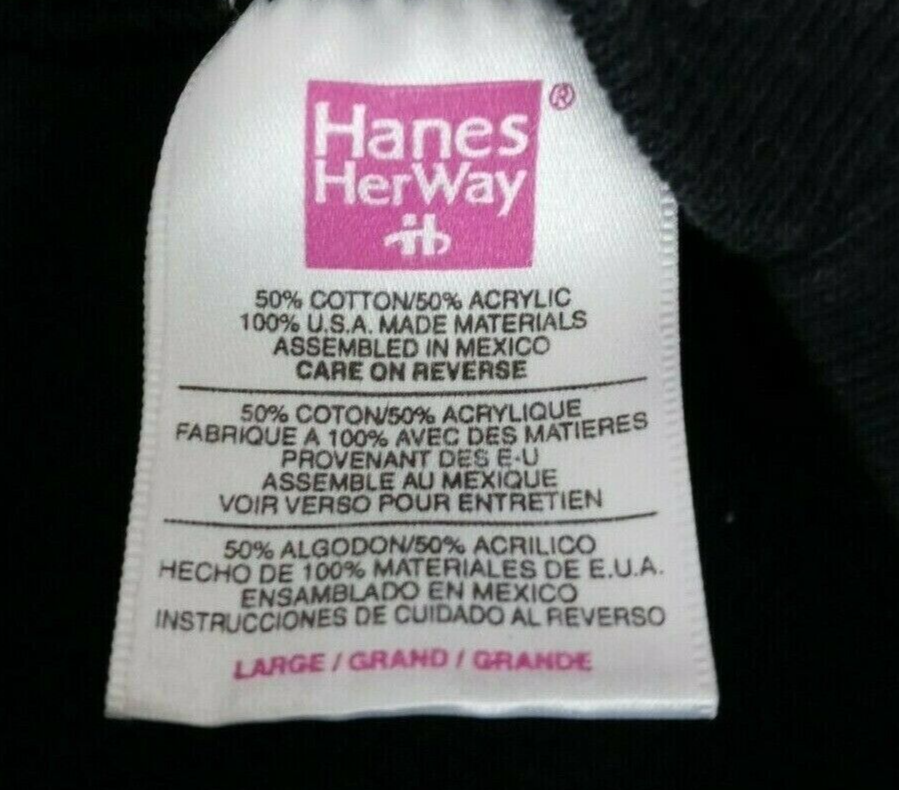 Hanes®
HerWay
50% COTTON/50% ACRYLIC
100% U.S.A. MADE MATERIALS
ASSEMBLED IN MEXICO
CARE ON REVERSE
50% COTON/50% ACRYLIQUE
FABRIQUE A 100% AVEC DES MATIERES
PROVENANT DES E-U
ASSEMBLE AU MEXIQUE
VOIR VERSO POUR ENTRETIEN
50% ALGODON/50% ACRILICO
HECHO DE 100% MATERIALES DE E.U.A.
ENSAMBLADO EN MEXICO
INSTRUCCIONES DE CUIDADO AL REVERSO
LARGE / GRAND / GRANDE